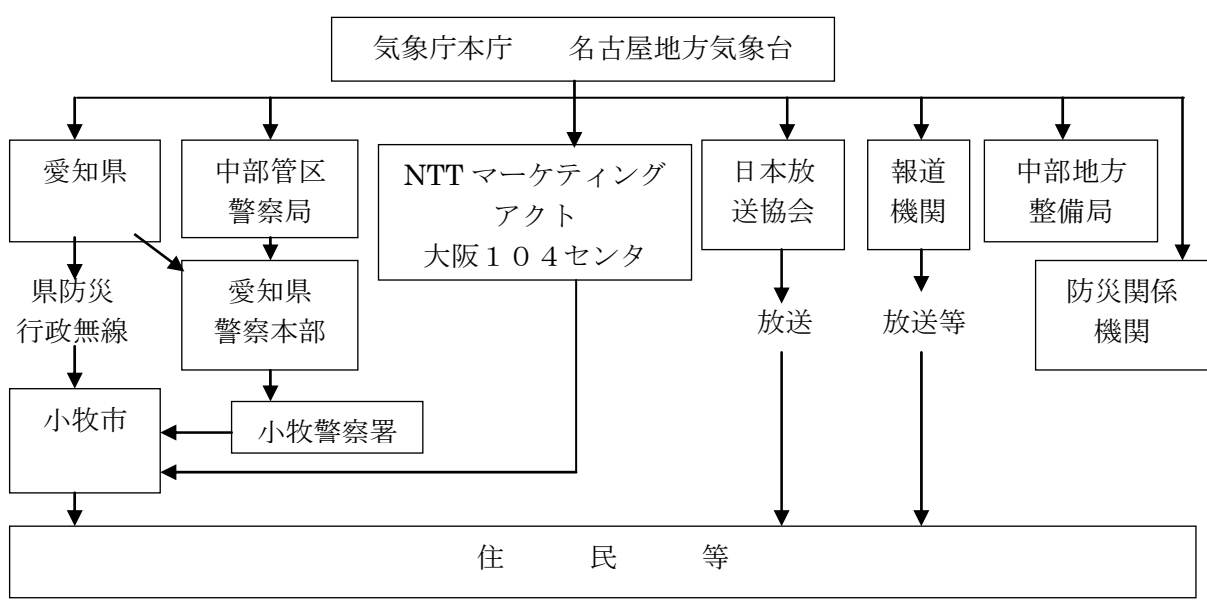 気象庁本庁　　名古屋地方気象台
愛知県
中部管区
警察局
NTT マーケティング
アクト
大阪１０４センタ
日本放
送協会
報道
機関
中部地方
整備局
県防災
行政無線
愛知県
警察本部
放送
放送等
防災関係
機関
小牧市
小牧警察署
住　　民　　等